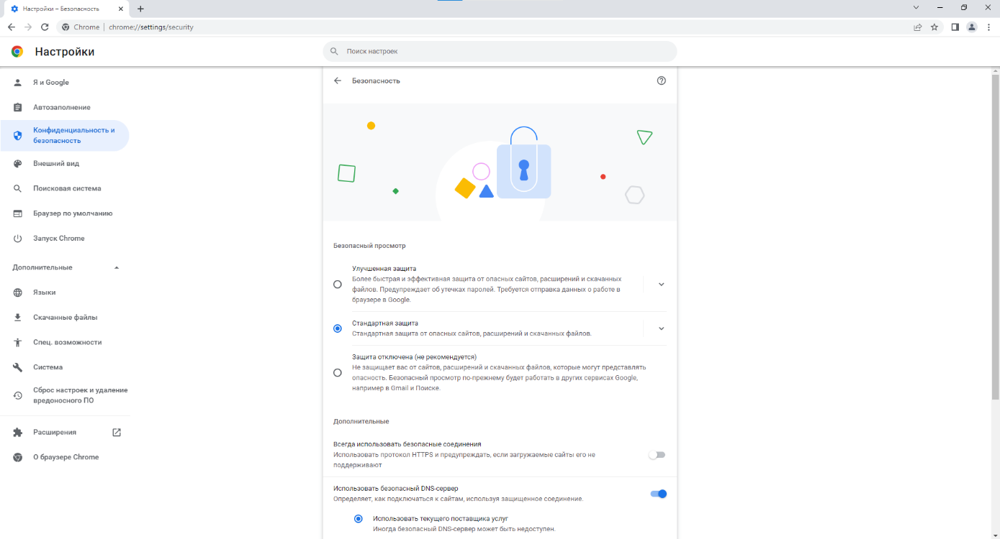 Настройки – Безопасность
Chrome
chrome://settings/security
Настройки
Поиск настроек
Я и Google
Автозаполнение
Конфиденциальность и
безопасность
Внешний вид
Поисковая система
Браузер по умолчанию
Запуск Chrome
Дополнительные
Языки
Скачанные файлы
Спец. возможности
Система
Сброс настроек и удаление
вредоносного ПО
Расширения
О браузере Chrome
Безопасность
Безопасный просмотр
Улучшенная защита
Более быстрая и эффективная защита от опасных сайтов, расширений и скачанных
файлов. Предупреждает об утечках паролей. Требуется отправка данных о работе в
браузере в Google.
Стандартная защита
Стандартная защита от опасных сайтов, расширений и скачанных файлов.
Защита отключена (не рекомендуется)
Не защищает вас от сайтов, расширений и скачанных файлов, которые могут представлять
опасность. Безопасный просмотр по-прежнему будет работать в других сервисах Google,
например в Gmail и Поиске.
Дополнительные
Всегда использовать безопасные соединения
Использовать протокол HTTPS и предупреждать, если загружаемые сайты его не
поддерживают
Использовать безопасный DNS-сервер
Определяет, как подключаться к сайтам, используя защищенное соединение.
Использовать текущего поставщика услуг
Иногда безопасный DNS-сервер может быть недоступен.